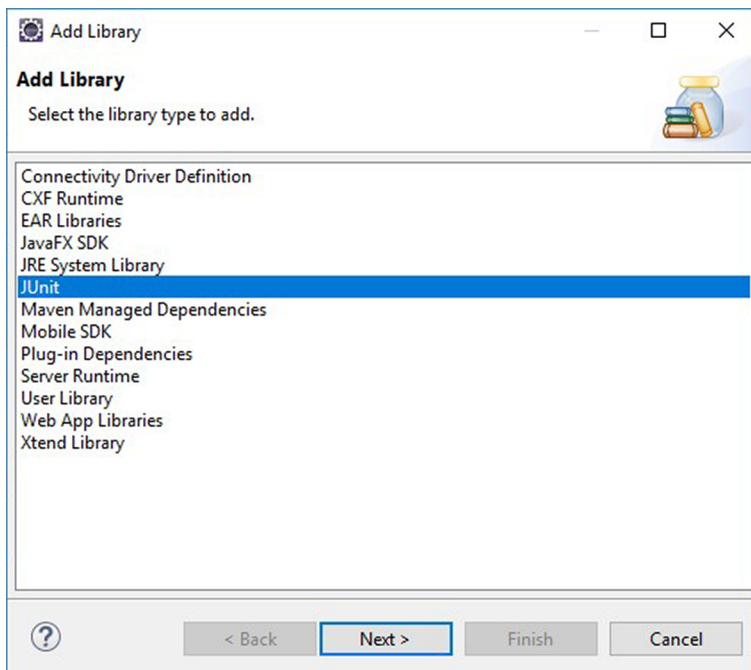 Add Library
Add Library
Select the library type to add.
Connectivity Driver Definition
CXF Runtime
EAR Libraries
JavaFX SDK
JRE System Library
JUnit
Maven Managed Dependencies
Mobile SDK
Plug-in Dependencies
Server Runtime
User Library
Web App Libraries
Xtend Library
? < Back Next > Finish Cancel